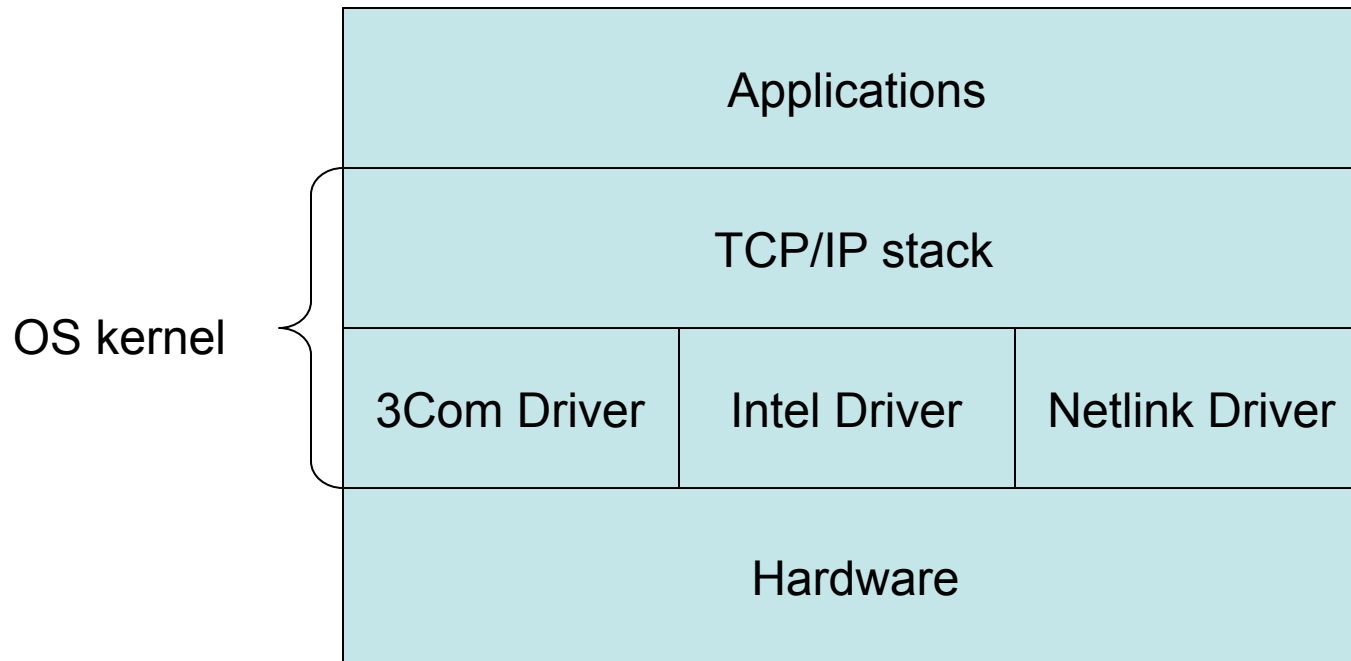 Applications
TCP/IP stack
OS kernel
3Com Driver
Intel Driver
Netlink Driver
Hardware